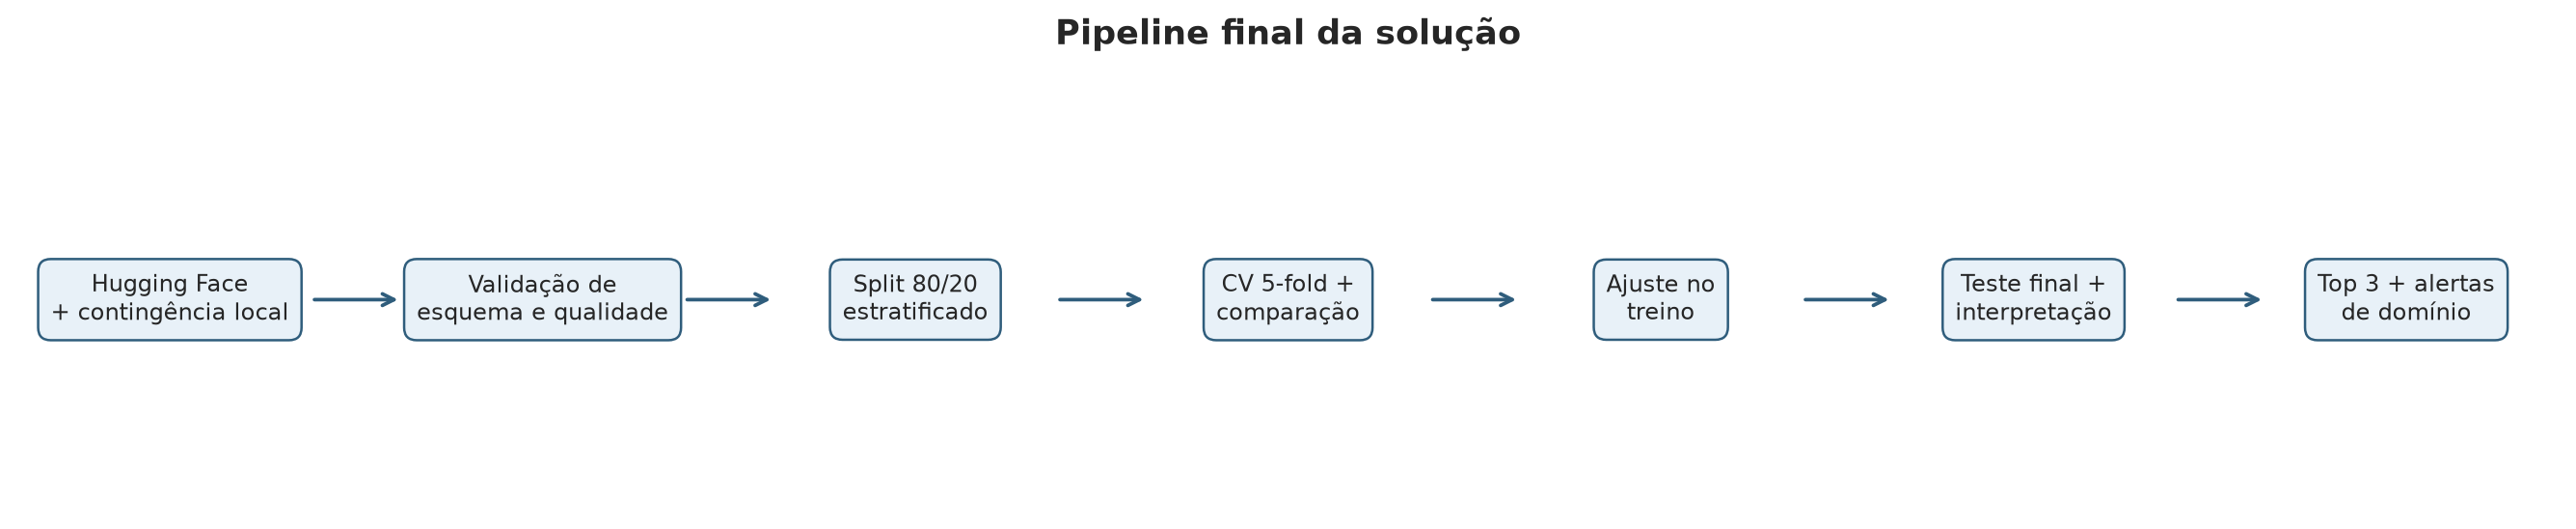 Pipeline final da solução
Hugging Face
+ contingência local
Validação de
esquema e qualidade
Split 80/20
estratificado
CV 5-fold +
comparação
Ajuste no
treino
Teste final +
interpretação
Top 3 + alertas
de domínio